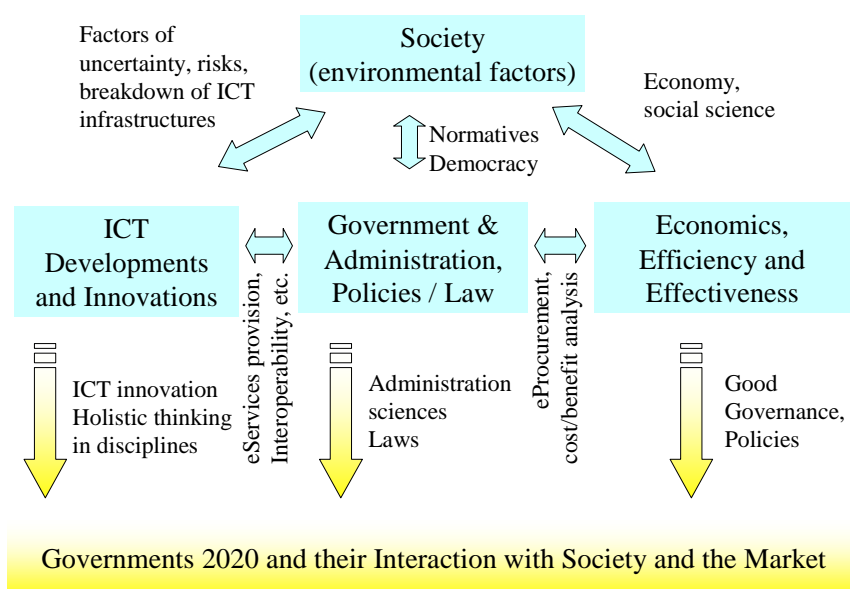 Factors of
uncertainty, risks,
breakdown of ICT
infrastructures
Society
(environmental factors)
Economy,
social science
Normatives
Democracy
ICT
Developments
and Innovations
eServices provision,
Interoperability, etc.
Government &
Administration,
Policies / Law
eProcurement,
cost/benefit analysis
Economics,
Efficiency and
Effectiveness
ICT innovation
Holistic thinking
in disciplines
Administration
sciences
Laws
Good
Governance,
Policies
Governments 2020 and their Interaction with Society and the Market